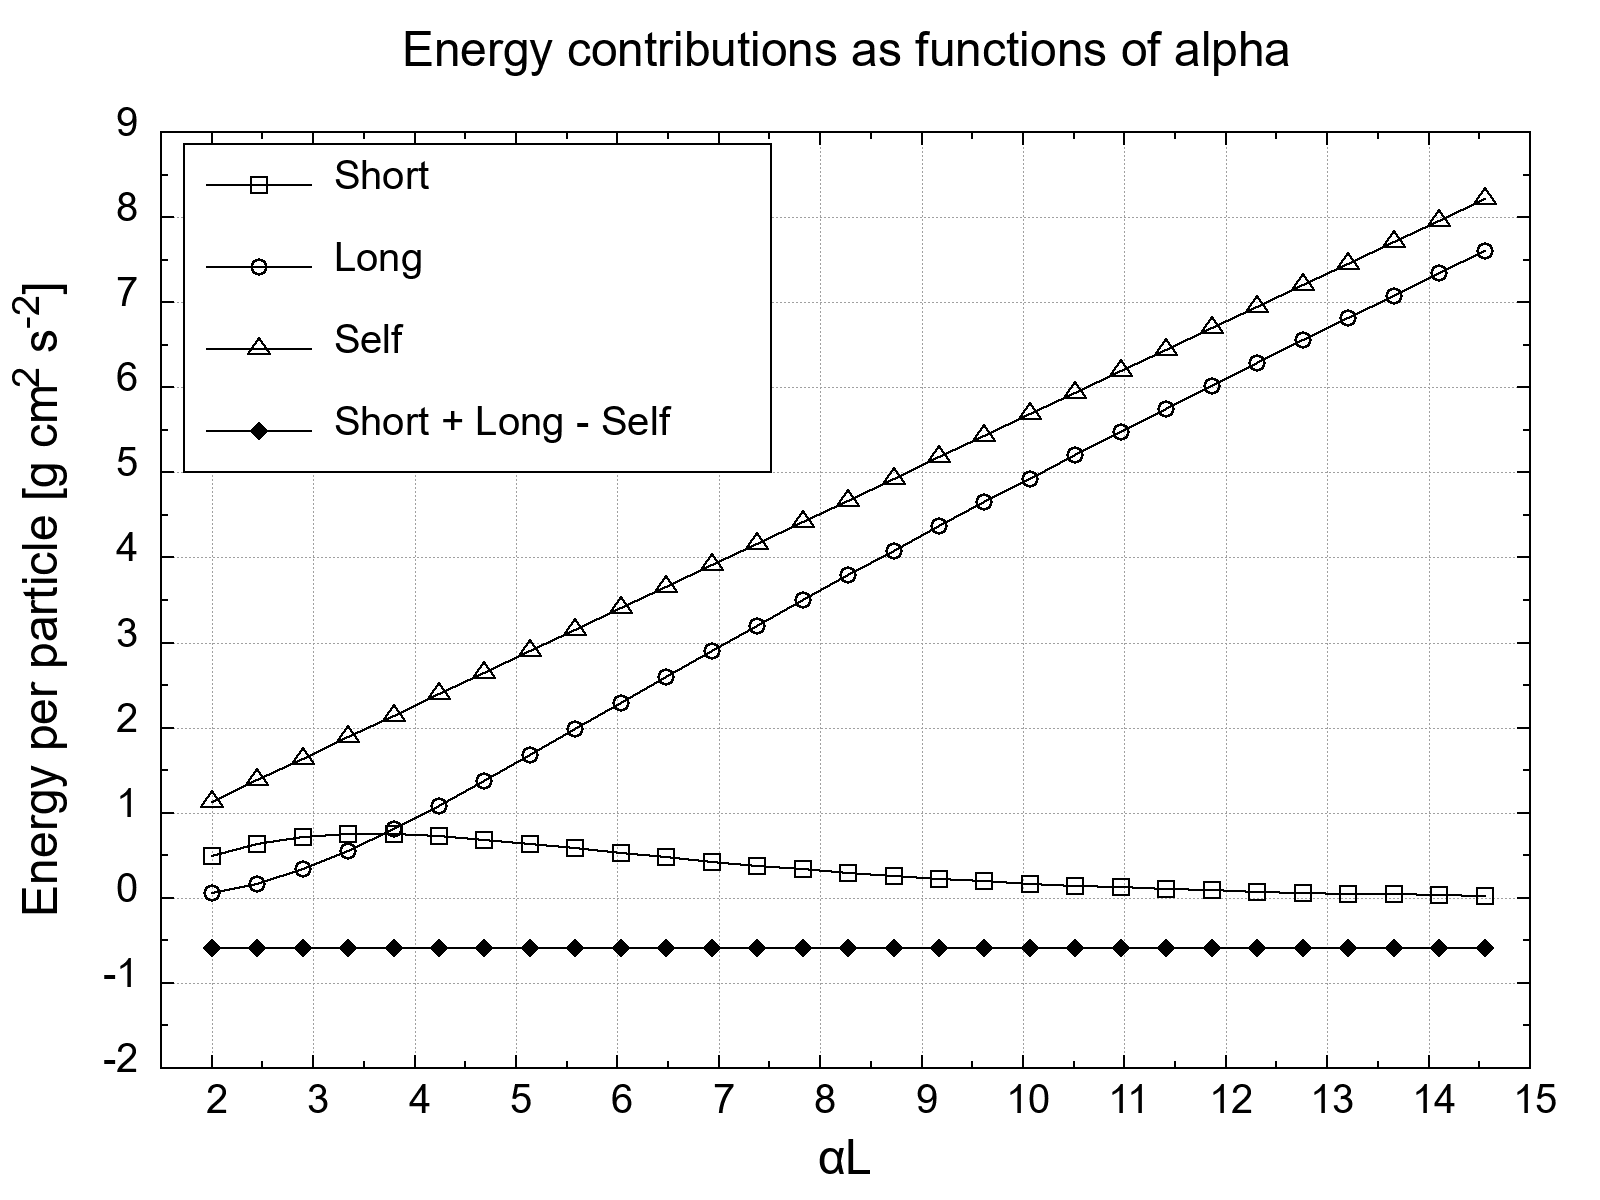 Energy contributions as functions of alpha
Energy per particle [g cm² s⁻²]
9
8
7
6
5
4
3
2
1
0
-1
-2
Short
Long
Self
Short + Long - Self
2 3 4 5 6 7 8 9 10 11 12 13 14 15
αL